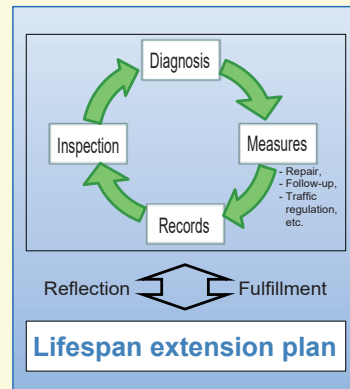 Diagnosis
Inspection
Measures
- Repair,
- Follow-up,
- Traffic
regulation,
etc.
Records
Reflection
Fulfillment
Lifespan extension plan